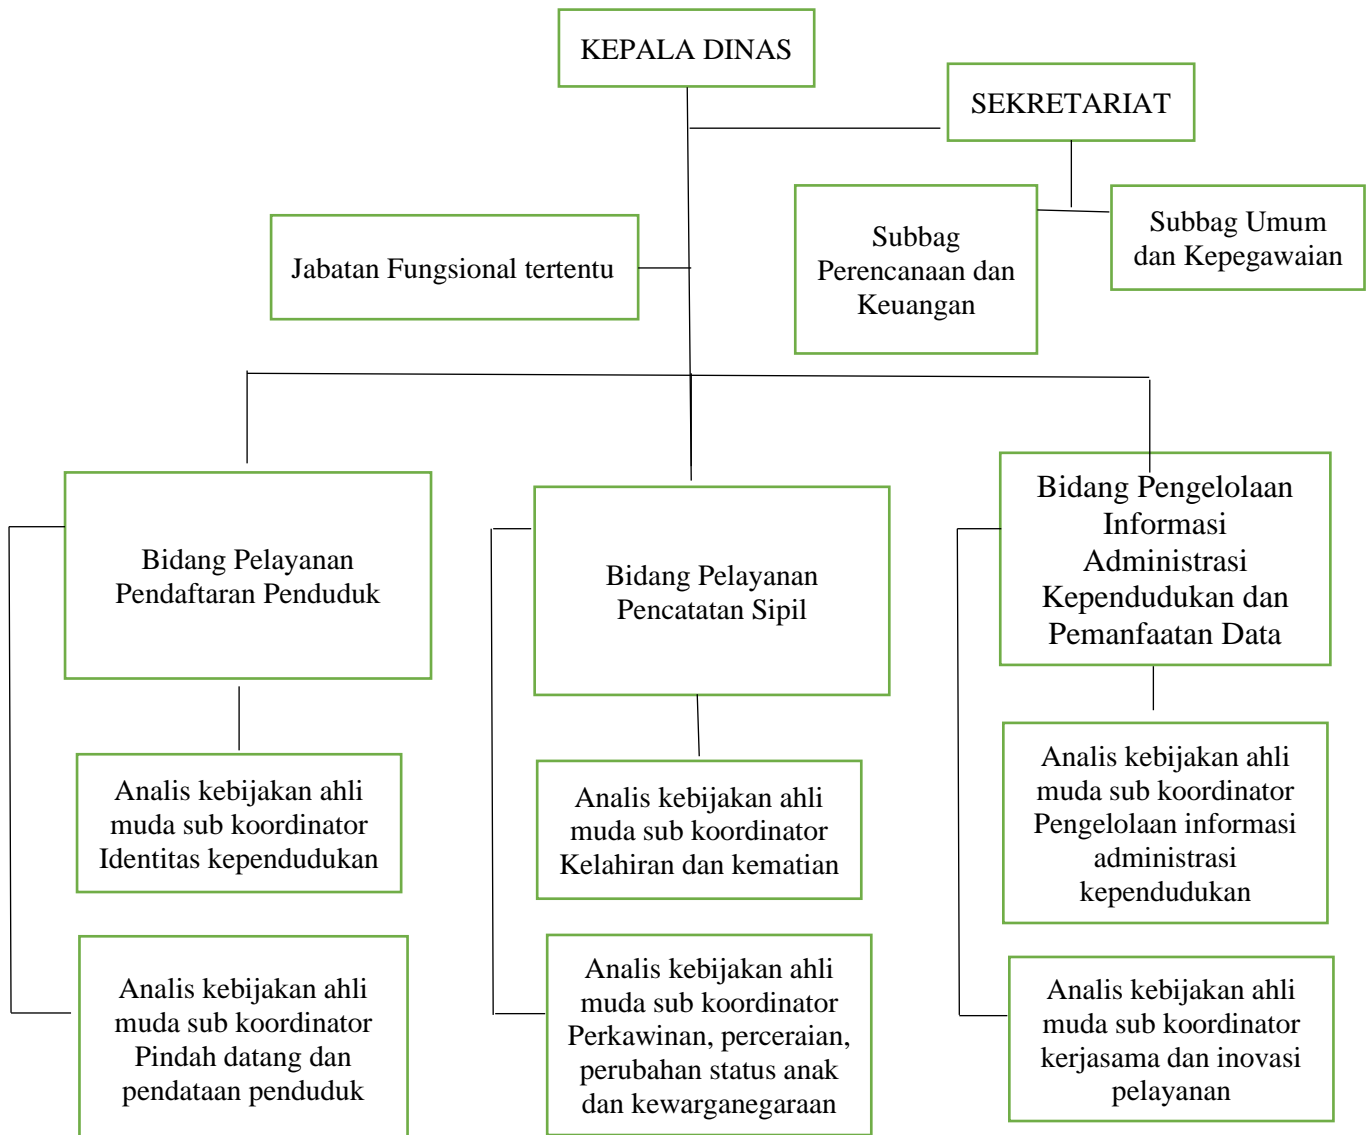 KEPALA DINAS
SEKRETARIAT
Jabatan Fungsional tertentu
Subbag
Perencanaan dan
Keuangan
Subbag Umum
dan Kepegawaian
Bidang Pelayanan
Pendaftaran Penduduk
Bidang Pelayanan
Pencatatan Sipil
Bidang Pengelolaan
Informasi
Administrasi
Kependudukan dan
Pemanfaatan Data
Analis kebijakan ahli
muda sub koordinator
Identitas kependudukan
Analis kebijakan ahli
muda sub koordinator
Kelahiran dan kematian
Analis kebijakan ahli
muda sub koordinator
Pengelolaan informasi
administrasi
kependudukan
Analis kebijakan ahli
muda sub koordinator
Pindah datang dan
pendataan penduduk
Analis kebijakan ahli
muda sub koordinator
Perkawinan, perceraian,
perubahan status anak
dan kewarganegaraan
Analis kebijakan ahli
muda sub koordinator
kerjasama dan inovasi
pelayanan